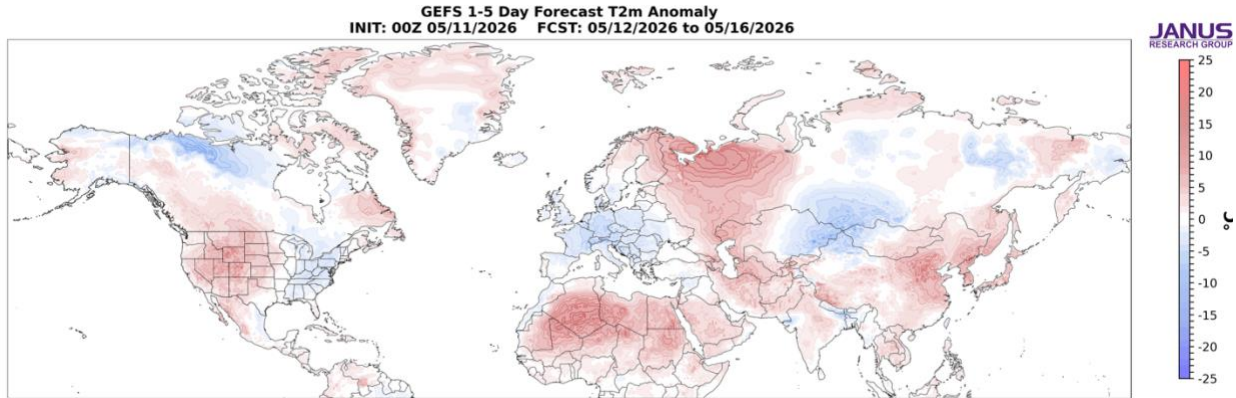 GEFS 1-5 Day Forecast T2m Anomaly
INIT: 00Z 05/11/2026    FCST: 05/12/2026 to 05/16/2026
JANUS
RESEARCH GROUP
25
20
15
10
5
0
-5
-10
-15
-20
-25
°C